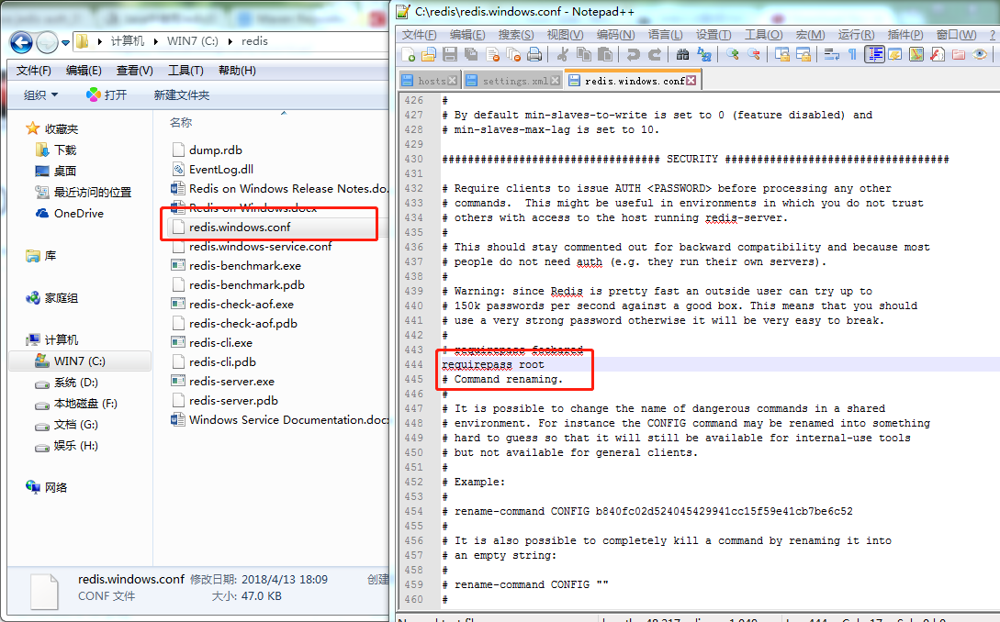 计算机 WIN7 (C:) redis
文件(F) 编辑(E) 查看(V) 工具(T) 帮助(H)
组织 打开 新建文件夹
收藏夹
下载
桌面
最近访问的位置
OneDrive
库
家庭组
计算机
WIN7 (C:)
系统 (D:)
本地磁盘 (F:)
文档 (G:)
娱乐 (H:)
网络
名称
dump.rdb
EventLog.dll
Redis on Windows Release Notes.do.
Redis on Windows.docx
redis.windows.conf
redis.windows-service.conf
redis-benchmark.exe
redis-benchmark.pdb
redis-check-aof.exe
redis-check-aof.pdb
redis-cli.exe
redis-cli.pdb
redis-server.exe
redis-server.pdb
Windows Service Documentation.docx
redis.windows.conf 修改日期: 2018/4/13 18:09 创建
CONF 文件 大小: 47.0 KB
C:\redis\redis.windows.conf - Notepad++
文件(F) 编辑(E) 搜索(S) 视图(V) 编码(N) 语言(L) 设置(T) 工具(O) 宏(M) 运行(R) 插件(P) 窗口(W) ?
hosts settings.xml redis.windows.conf
426 #
427 # By default min-slaves-to-write is set to 0 (feature disabled) and
428 # min-slaves-max-lag is set to 10.
429
430 ################################## SECURITY ###################################
431
432 # Require clients to issue AUTH <PASSWORD> before processing any other
433 # commands.  This might be useful in environments in which you do not trust
434 # others with access to the host running redis-server.
435 #
436 # This should stay commented out for backward compatibility and because most
437 # people do not need auth (e.g. they run their own servers).
438 #
439 # Warning: since Redis is pretty fast an outside user can try up to
440 # 150k passwords per second against a good box. This means that you should
441 # use a very strong password otherwise it will be very easy to break.
442 #
443 # requirepass foobared
444 requirepass root
445 # Command renaming.
446 #
447 # It is possible to change the name of dangerous commands in a shared
448 # environment. For instance the CONFIG command may be renamed into something
449 # hard to guess so that it will still be available for internal-use tools
450 # but not available for general clients.
451 #
452 # Example:
453 #
454 # rename-command CONFIG b840fc02d524045429941cc15f59e41cb7be6c52
455 #
456 # It is also possible to completely kill a command by renaming it into
457 # an empty string:
458 #
459 # rename-command CONFIG ""
460 #